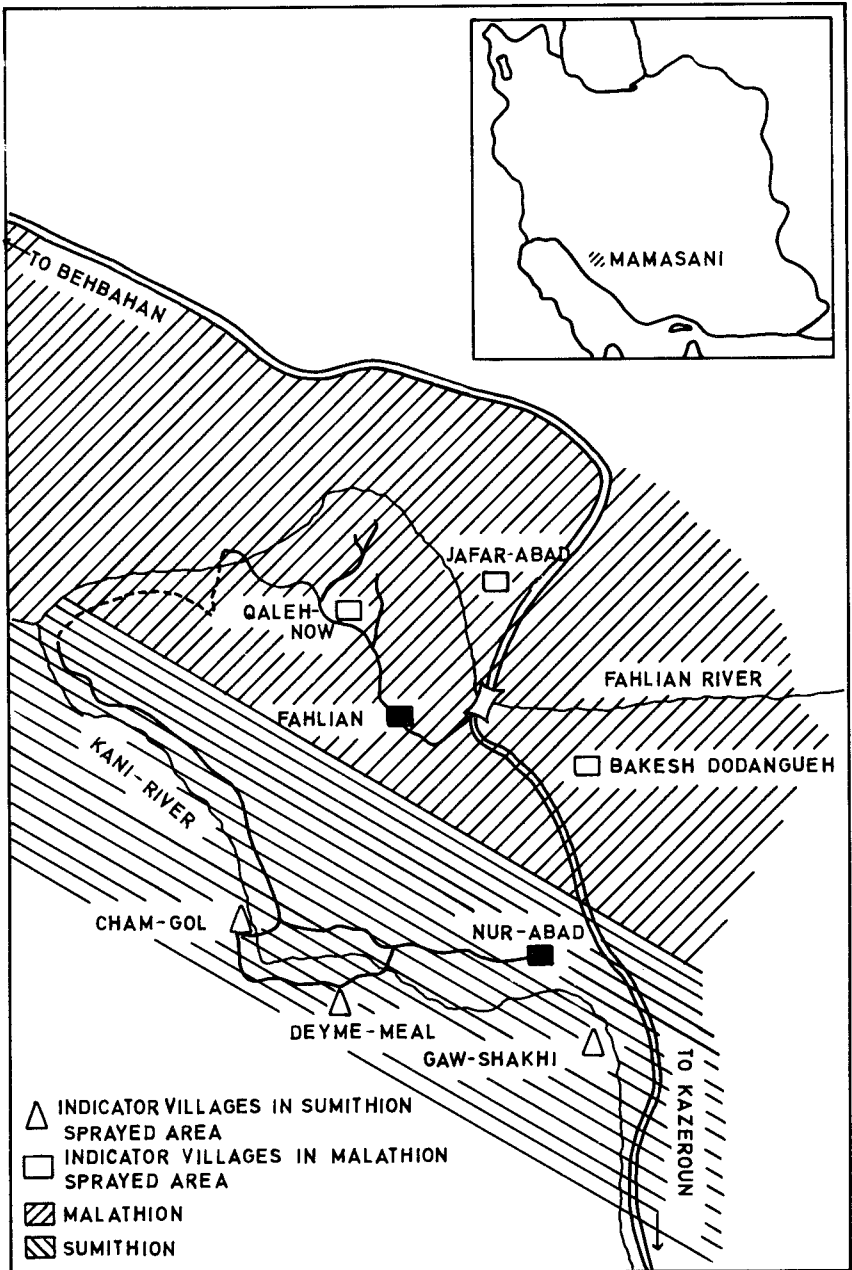 MAMASANI
TO BEHBAHAN
JAFAR-ABAD
QALEH-
NOW
FAHLIAN RIVER
FAHLIAN
BAKESH DODANGUEH
KANI-RIVER
CHAM-GOL
NUR-ABAD
DEYME-MEAL
GAW-SHAKHI
TO KAZEROUN
INDICATOR VILLAGES IN SUMITHION
SPRAYED AREA
INDICATOR VILLAGES IN MALATHION
SPRAYED AREA
MALATHION
SUMITHION